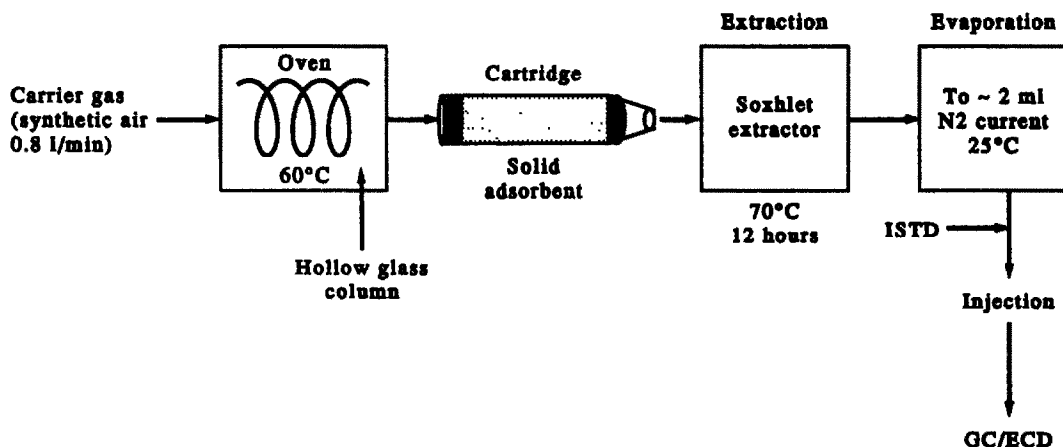 Extraction
Evaporation
Oven
60°C
Carrier gas
(synthetic air
0.8 l/min)
Hollow glass
column
Cartridge
Solid
adsorbent
Soxhlet
extractor
70°C
12 hours
To ~ 2 ml
N2 current
25°C
ISTD
Injection
GC/ECD